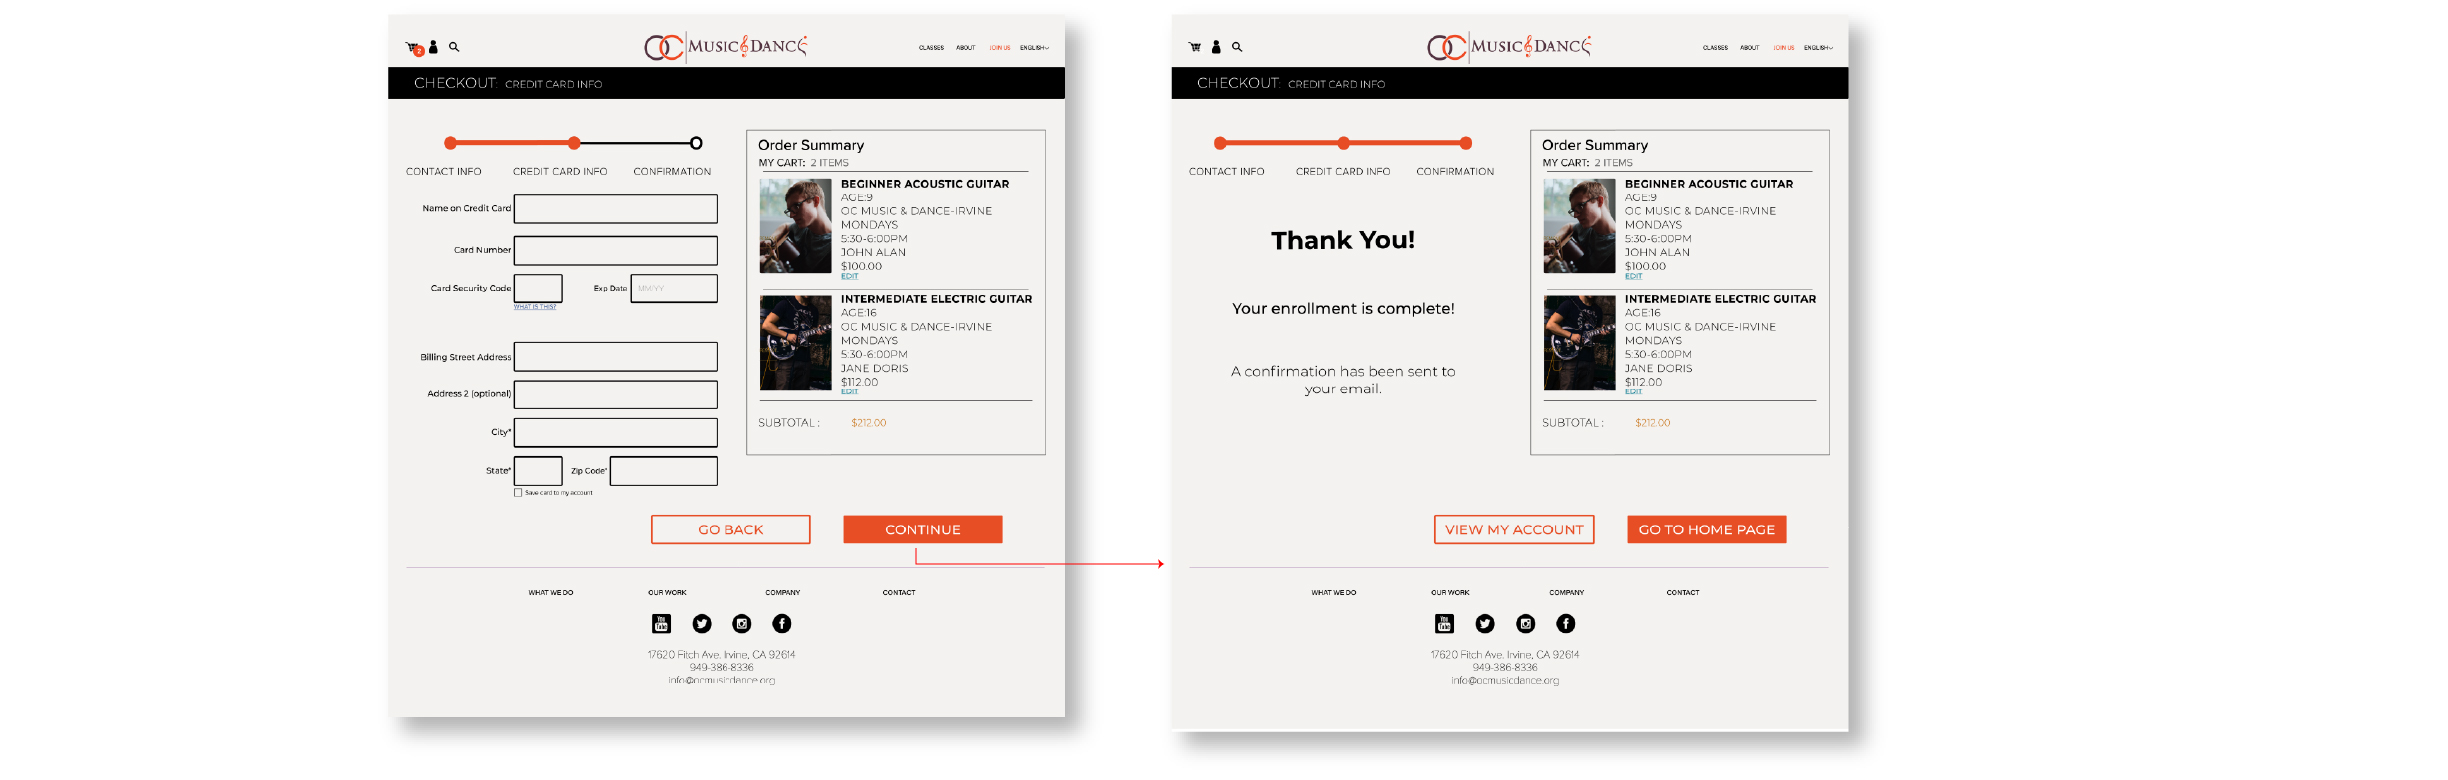 2
OC MUSIC & DANCE
CLASSES ABOUT JOIN US ENGLISH
CHECKOUT: CREDIT CARD INFO
CONTACT INFO CREDIT CARD INFO CONFIRMATION
Name on Credit Card
Card Number
Card Security Code
Exp Date MM/YY
WHAT IS THIS?
Billing Street Address
Address 2 (optional)
City*
State* Zip Code*
Save card to my account
Order Summary
MY CART: 2 ITEMS
BEGINNER ACOUSTIC GUITAR
AGE:9
OC MUSIC & DANCE-IRVINE
MONDAYS
5:30-6:00PM
JOHN ALAN
$100.00
EDIT
INTERMEDIATE ELECTRIC GUITAR
AGE:16
OC MUSIC & DANCE-IRVINE
MONDAYS
5:30-6:00PM
JANE DORIS
$112.00
EDIT
SUBTOTAL : $212.00
GO BACK CONTINUE
WHAT WE DO OUR WORK COMPANY CONTACT
You Tube
17620 Fitch Ave. Irvine, CA 92614
949-386-8336
info@ocmusicdance.org
OC MUSIC & DANCE
CLASSES ABOUT JOIN US ENGLISH
CHECKOUT: CREDIT CARD INFO
CONTACT INFO CREDIT CARD INFO CONFIRMATION
Thank You!
Your enrollment is complete!
A confirmation has been sent to
your email.
Order Summary
MY CART: 2 ITEMS
BEGINNER ACOUSTIC GUITAR
AGE:9
OC MUSIC & DANCE-IRVINE
MONDAYS
5:30-6:00PM
JOHN ALAN
$100.00
EDIT
INTERMEDIATE ELECTRIC GUITAR
AGE:16
OC MUSIC & DANCE-IRVINE
MONDAYS
5:30-6:00PM
JANE DORIS
$112.00
EDIT
SUBTOTAL : $212.00
VIEW MY ACCOUNT GO TO HOME PAGE
WHAT WE DO OUR WORK COMPANY CONTACT
You Tube
17620 Fitch Ave. Irvine, CA 92614
949-386-8336
info@ocmusicdance.org